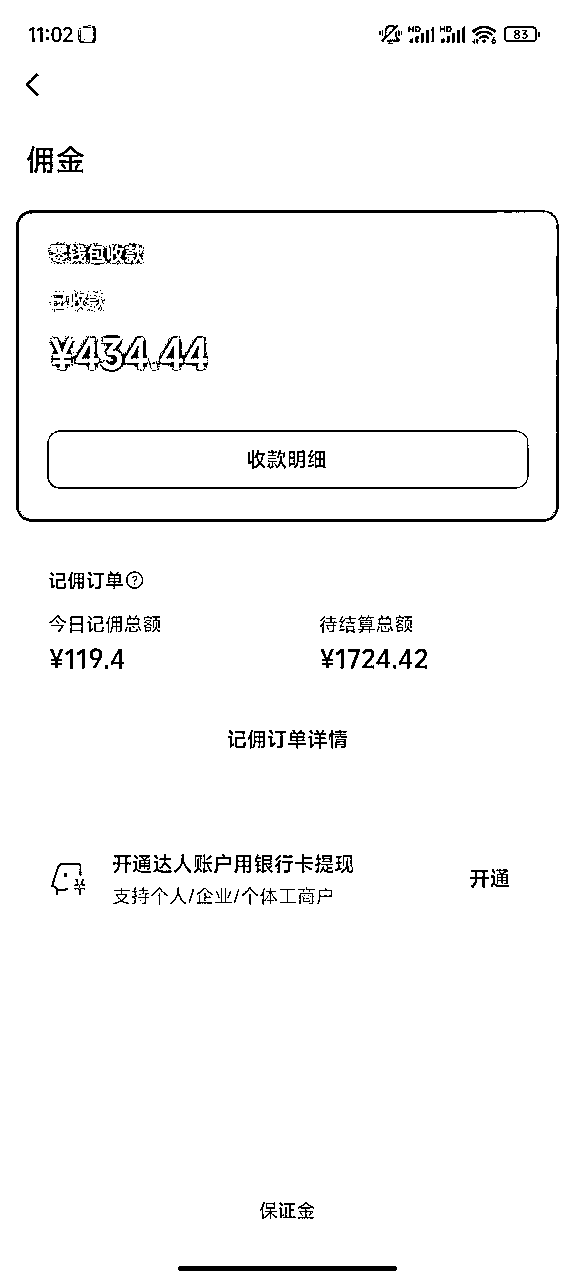 11:02 83
佣金
零钱包收款
已收款
¥434.44
收款明细
记佣订单?
今日记佣总额 待结算总额
¥119.4 ¥1724.42
记佣订单详情
开通达人账户用银行卡提现
支持个人/企业/个体工商户
开通
保证金